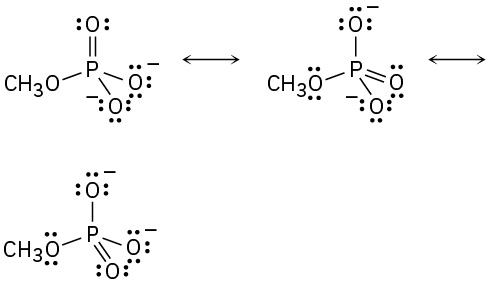 O O −
P − P
CH3O O CH3O O
− O − O
O −
P −
CH3O O
O